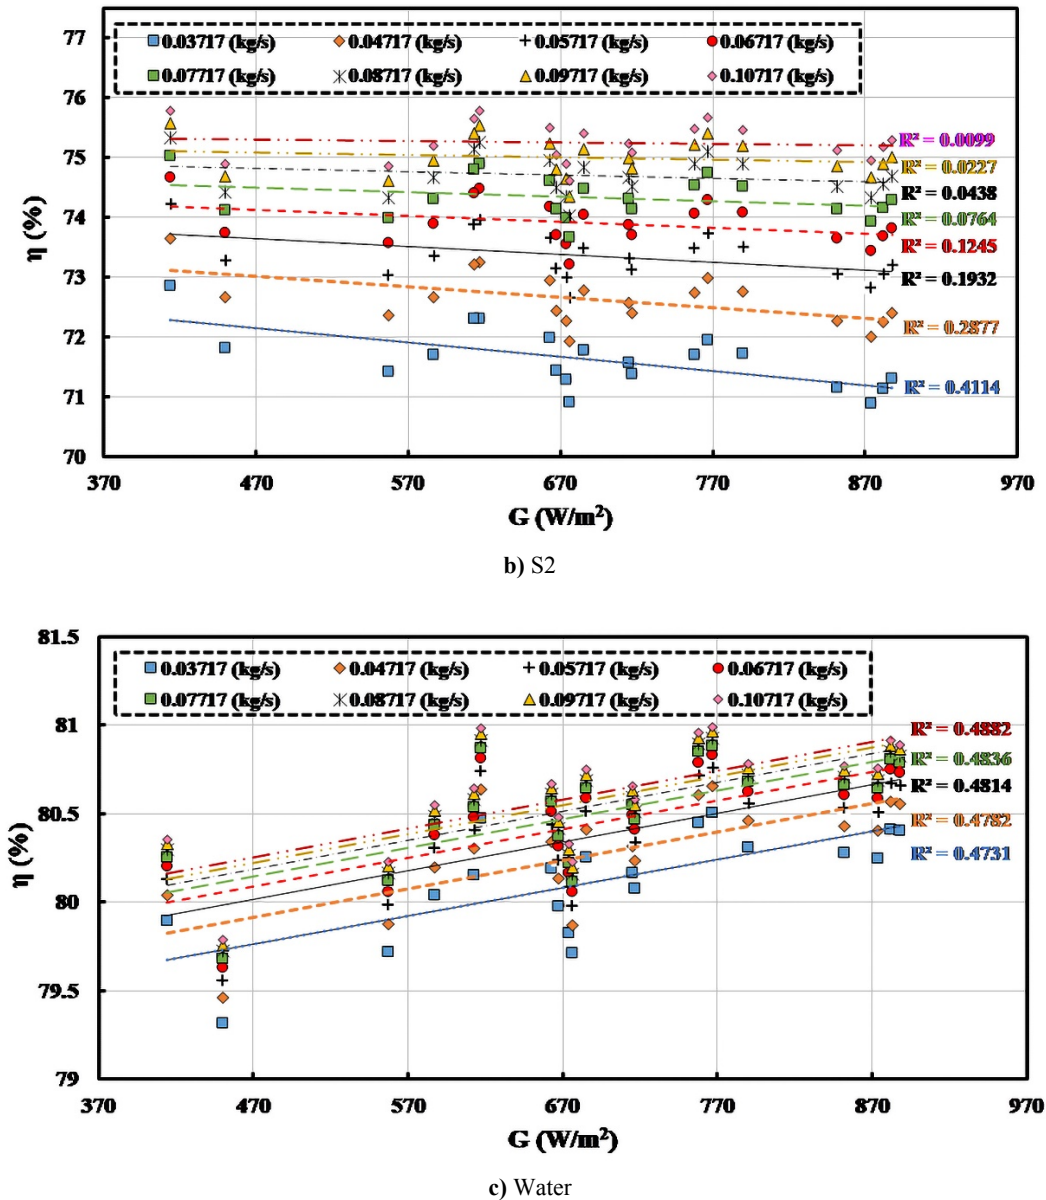 77
0.03717 (kg/s) 0.04717 (kg/s) 0.05717 (kg/s) 0.06717 (kg/s)
0.07717 (kg/s) 0.08717 (kg/s) 0.09717 (kg/s) 0.10717 (kg/s)
76
R² = 0.0099
75
R² = 0.0227
R² = 0.0438
74
R² = 0.0764
R² = 0.1245
73
R² = 0.1932
R² = 0.2877
72
R² = 0.4114
71
70
η (%)
370 470 570 670 770 870 970
G (W/m²)
b) S2
81.5
0.03717 (kg/s) 0.04717 (kg/s) 0.05717 (kg/s) 0.06717 (kg/s)
0.07717 (kg/s) 0.08717 (kg/s) 0.09717 (kg/s) 0.10717 (kg/s)
81
R² = 0.4882
R² = 0.4836
R² = 0.4814
80.5
R² = 0.4782
R² = 0.4731
80
79.5
79
η (%)
370 470 570 670 770 870 970
G (W/m²)
c) Water